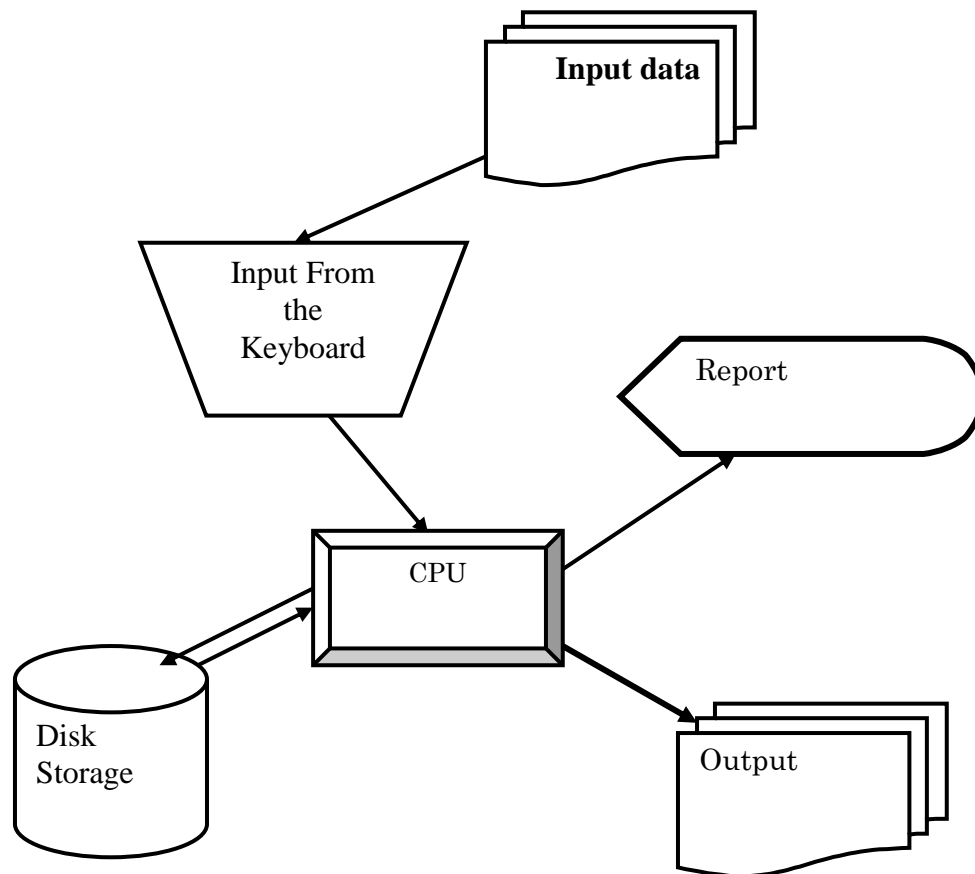 Input data
Input From
the
Keyboard
Report
CPU
Disk
Storage
Output